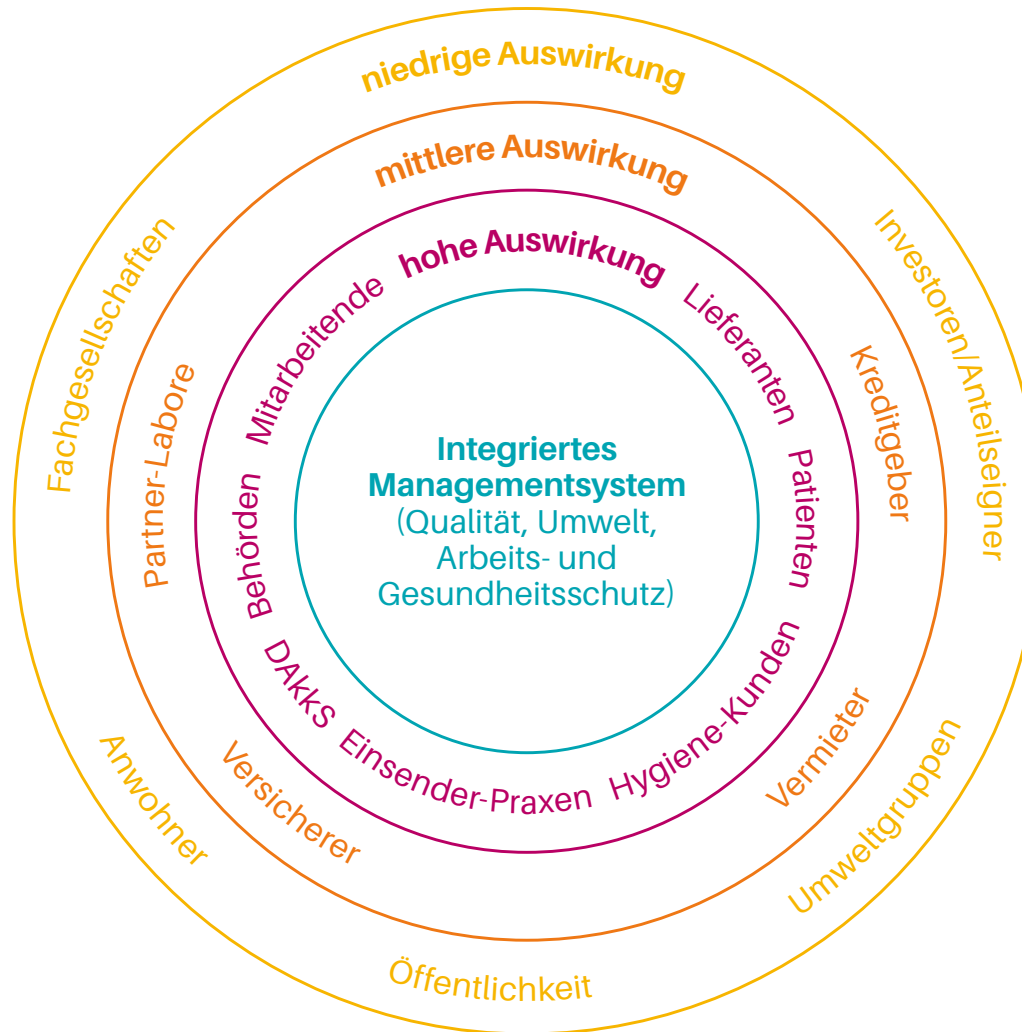 niedrige Auswirkung
Fachgesellschaften
Investoren/Anteilseigner
Umweltgruppen
Öffentlichkeit
Anwohner
mittlere Auswirkung
Partner-Labore
Kreditgeber
Vermieter
Versicherer
hohe Auswirkung
Mitarbeitende
Lieferanten
Patienten
Hygiene-Kunden
Einsender-Praxen
DAkkS
Behörden
Integriertes
Managementsystem
(Qualität, Umwelt,
Arbeits- und
Gesundheitsschutz)